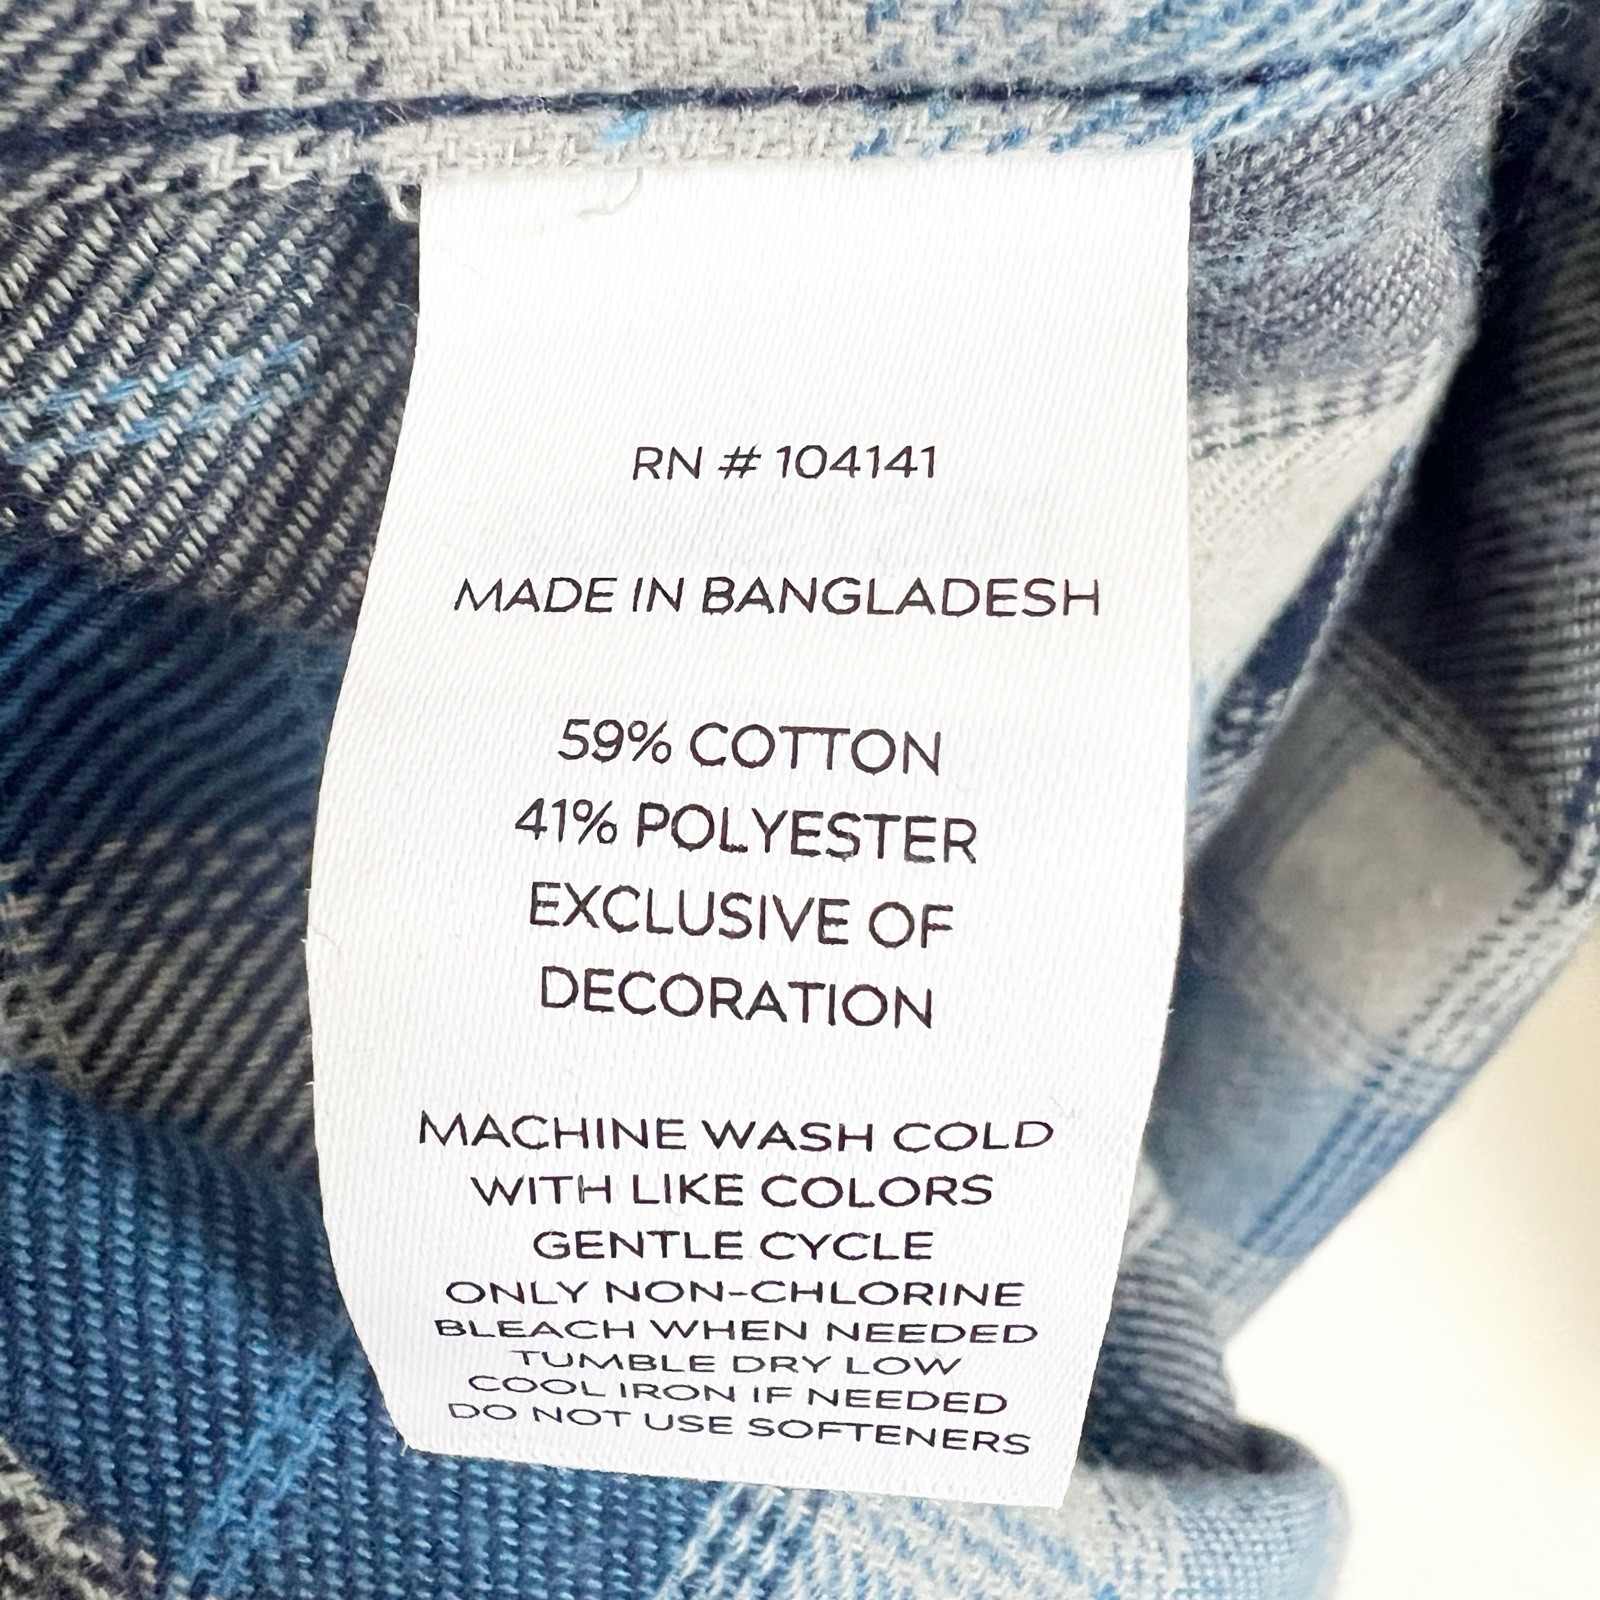 RN # 104141
MADE IN BANGLADESH
59% COTTON
41% POLYESTER
EXCLUSIVE OF
DECORATION
MACHINE WASH COLD
WITH LIKE COLORS
GENTLE CYCLE
ONLY NON-CHLORINE
BLEACH WHEN NEEDED
TUMBLE DRY LOW
COOL IRON IF NEEDED
DO NOT USE SOFTENERS